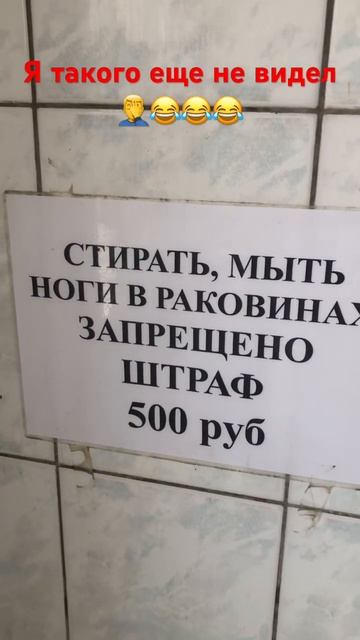 Я такого еще не видел
🤦‍♂️😂😂😂
СТИРАТЬ, МЫТЬ
НОГИ В РАКОВИНАХ
ЗАПРЕЩЕНО
ШТРАФ
500 руб